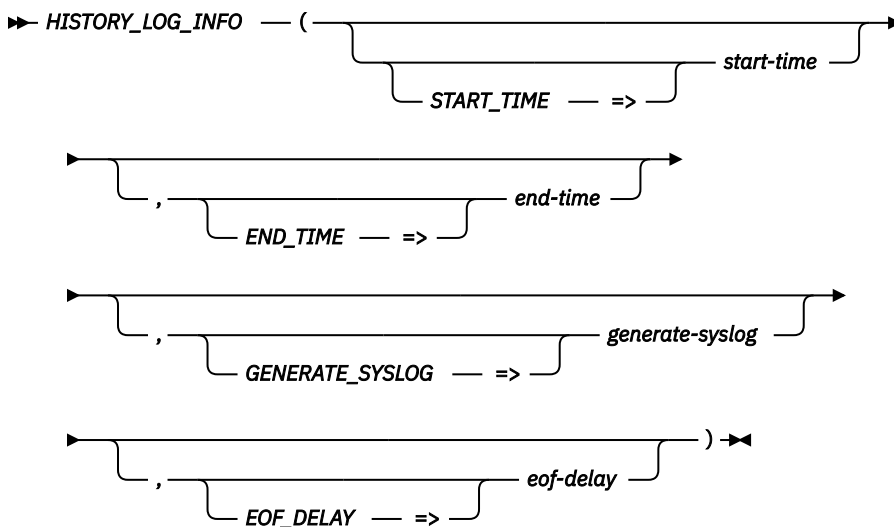 HISTORY_LOG_INFO (
start-time
START_TIME =>
, end-time
END_TIME =>
, generate-syslog
GENERATE_SYSLOG =>
)
, eof-delay
EOF_DELAY =>